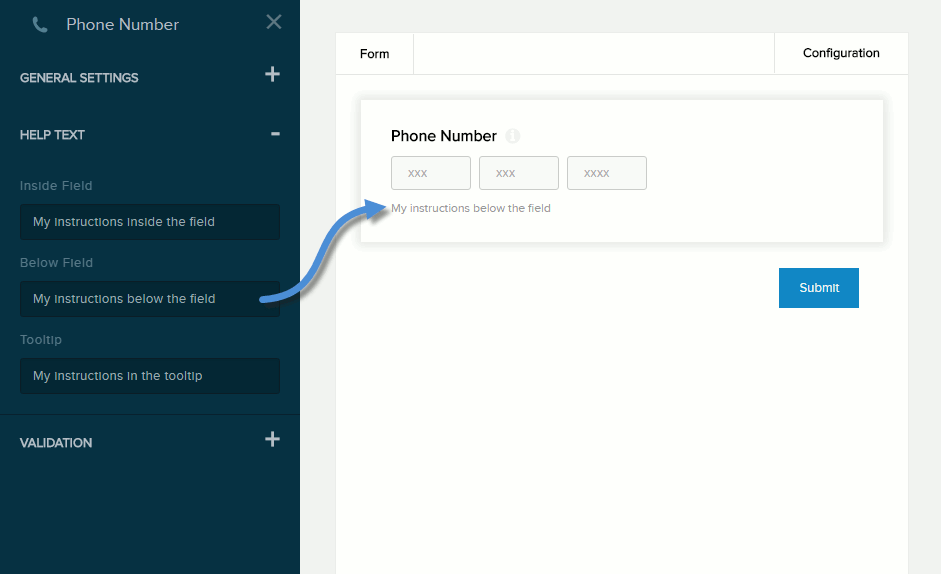 Phone Number
GENERAL SETTINGS
HELP TEXT
Inside Field
My instructions inside the field
Below Field
My instructions below the field
Tooltip
My instructions in the tooltip
VALIDATION
Form
Configuration
Phone Number
xxx xxx xxxx
My instructions below the field
Submit